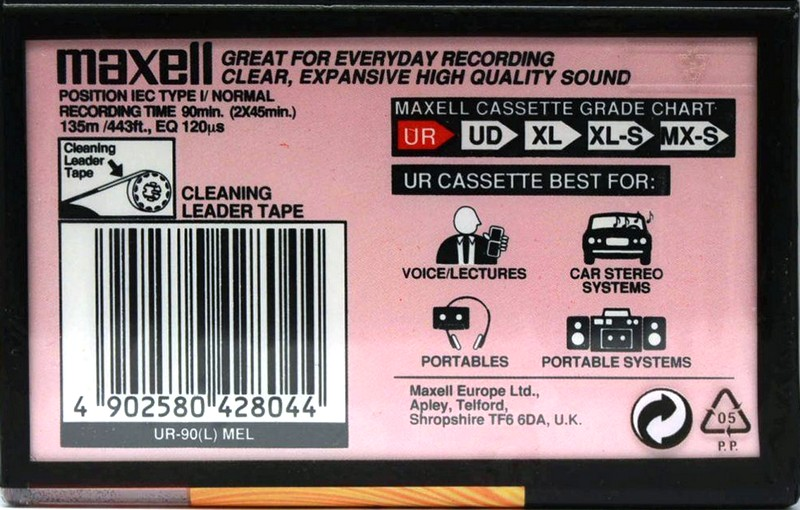 maxell
GREAT FOR EVERYDAY RECORDING
CLEAR, EXPANSIVE HIGH QUALITY SOUND
POSITION IEC TYPE I/ NORMAL
RECORDING TIME 90min. (2X45min.)
135m /443ft., EQ 120µs
Cleaning
Leader
Tape
CLEANING
LEADER TAPE
4 902580 428044
UR-90(L) MEL
MAXELL CASSETTE GRADE CHART
UR UD XL XL-S MX-S
UR CASSETTE BEST FOR:
VOICE/LECTURES
CAR STEREO
SYSTEMS
PORTABLES
PORTABLE SYSTEMS
Maxell Europe Ltd.,
Apley, Telford,
Shropshire TF6 6DA, U.K.
05
P.P.